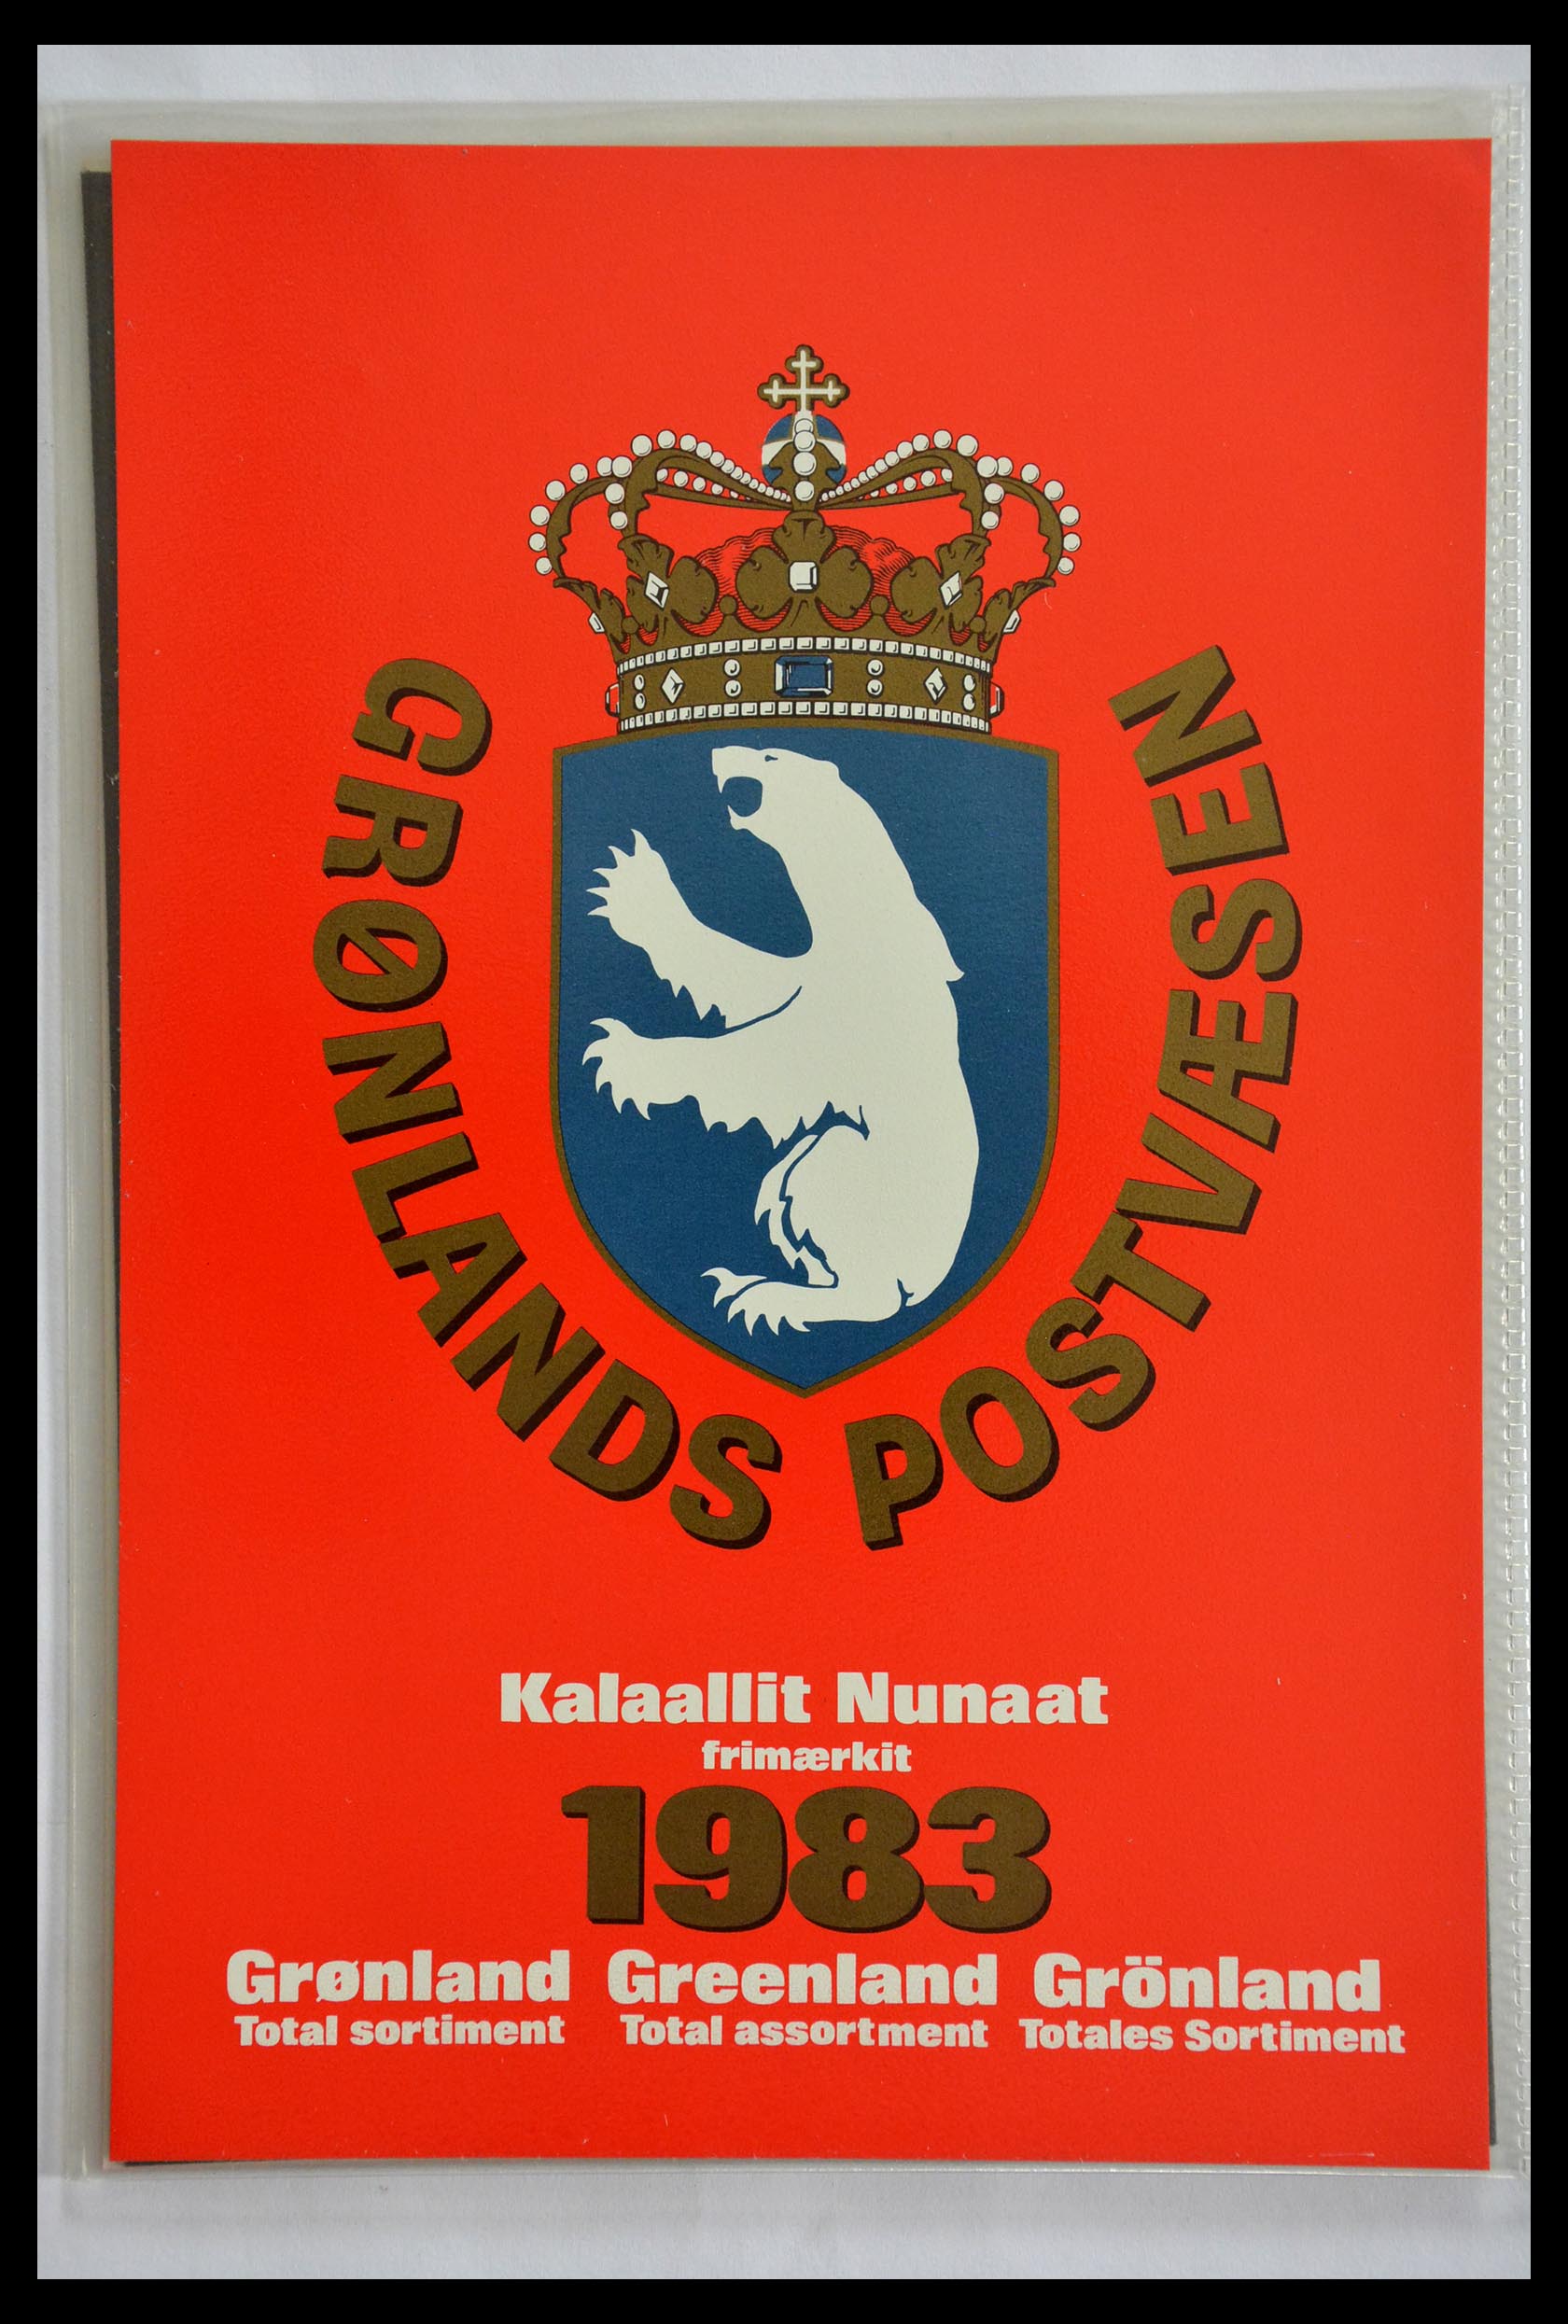 GRØNLANDS POSTVÆSEN
Kalaallit Nunaat
frimærkit
1983
Grønland Greenland Grönland
Total sortiment Total assortment Totales Sortiment